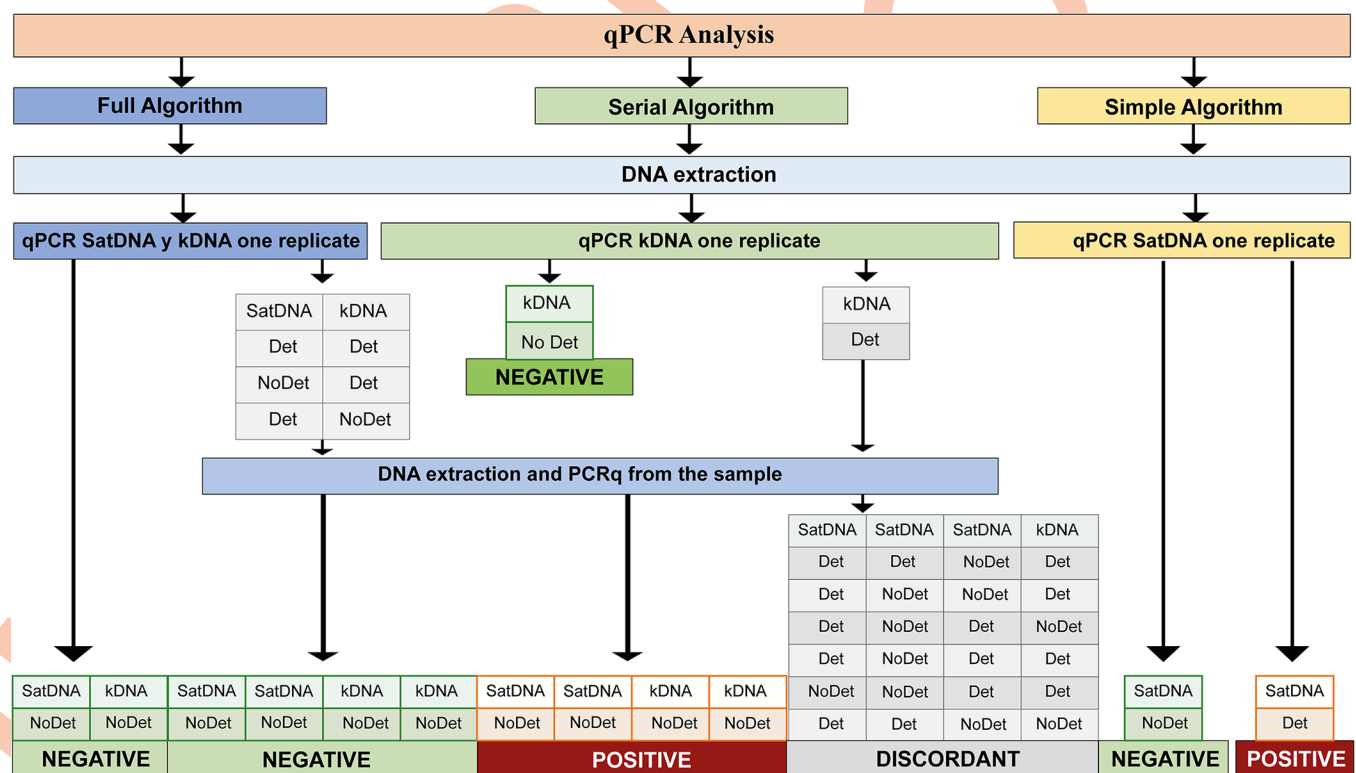 qPCR Analysis
Full Algorithm
Serial Algorithm
Simple Algorithm
DNA extraction
qPCR SatDNA y kDNA one replicate
qPCR kDNA one replicate
qPCR SatDNA one replicate
SatDNA kDNA
Det Det
NoDet Det
Det NoDet
kDNA
No Det
NEGATIVE
kDNA
Det
DNA extraction and PCRq from the sample
SatDNA SatDNA SatDNA kDNA
Det Det NoDet Det
Det NoDet NoDet Det
Det NoDet Det NoDet
Det NoDet Det Det
NoDet NoDet Det Det
Det Det NoDet NoDet
SatDNA kDNA SatDNA SatDNA kDNA kDNA SatDNA SatDNA kDNA kDNA
NoDet NoDet NoDet NoDet NoDet NoDet NoDet NoDet NoDet NoDet
SatDNA SatDNA
NoDet Det
NEGATIVE NEGATIVE POSITIVE DISCORDANT NEGATIVE POSITIVE